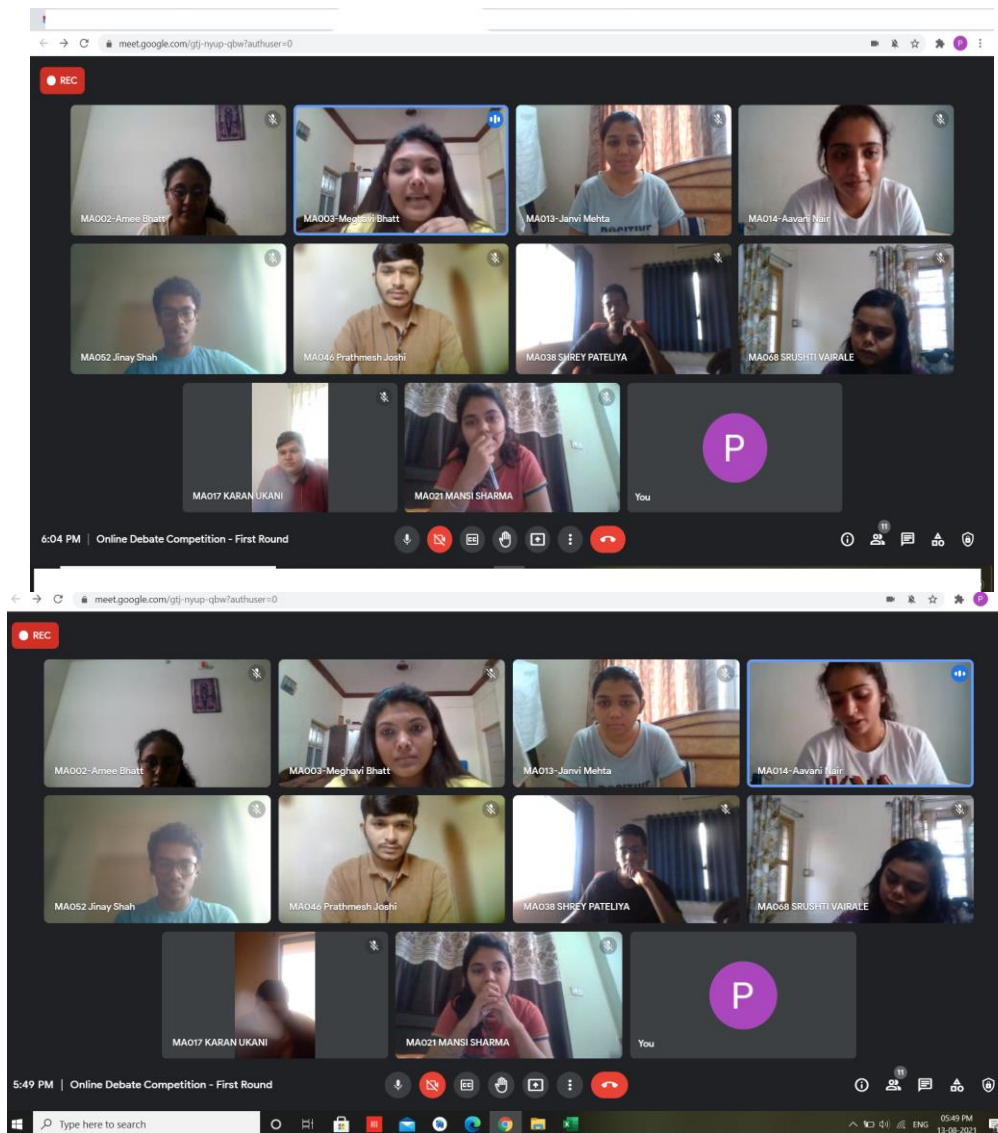 meet.google.com/gtj-nyup-qbw?authuser=0
P
REC
MA002-Amee Bhatt
MA003-Meghavi Bhatt
MA013-Janvi Mehta
POSITIVE
MA014-Aavani Nair
MA052 Jinay Shah
MA046 Prathmesh Joshi
MA038 SHREY PATELIYA
MA068 SRUSHTI VAIRALE
MA017 KARAN UKANI
MA021 MANSI SHARMA
P
You
6:04 PM | Online Debate Competition - First Round
11
meet.google.com/gtj-nyup-qbw?authuser=0
P
REC
MA002-Amee Bhatt
MA003-Meghavi Bhatt
MA013-Janvi Mehta
MA014-Aavani Nair
MA052 Jinay Shah
MA046 Prathmesh Joshi
MA038 SHREY PATELIYA
MA068 SRUSHTI VAIRALE
MA017 KARAN UKANI
MA021 MANSI SHARMA
P
You
5:49 PM | Online Debate Competition - First Round
11
Type here to search
ENG
05:49 PM
13-08-2021